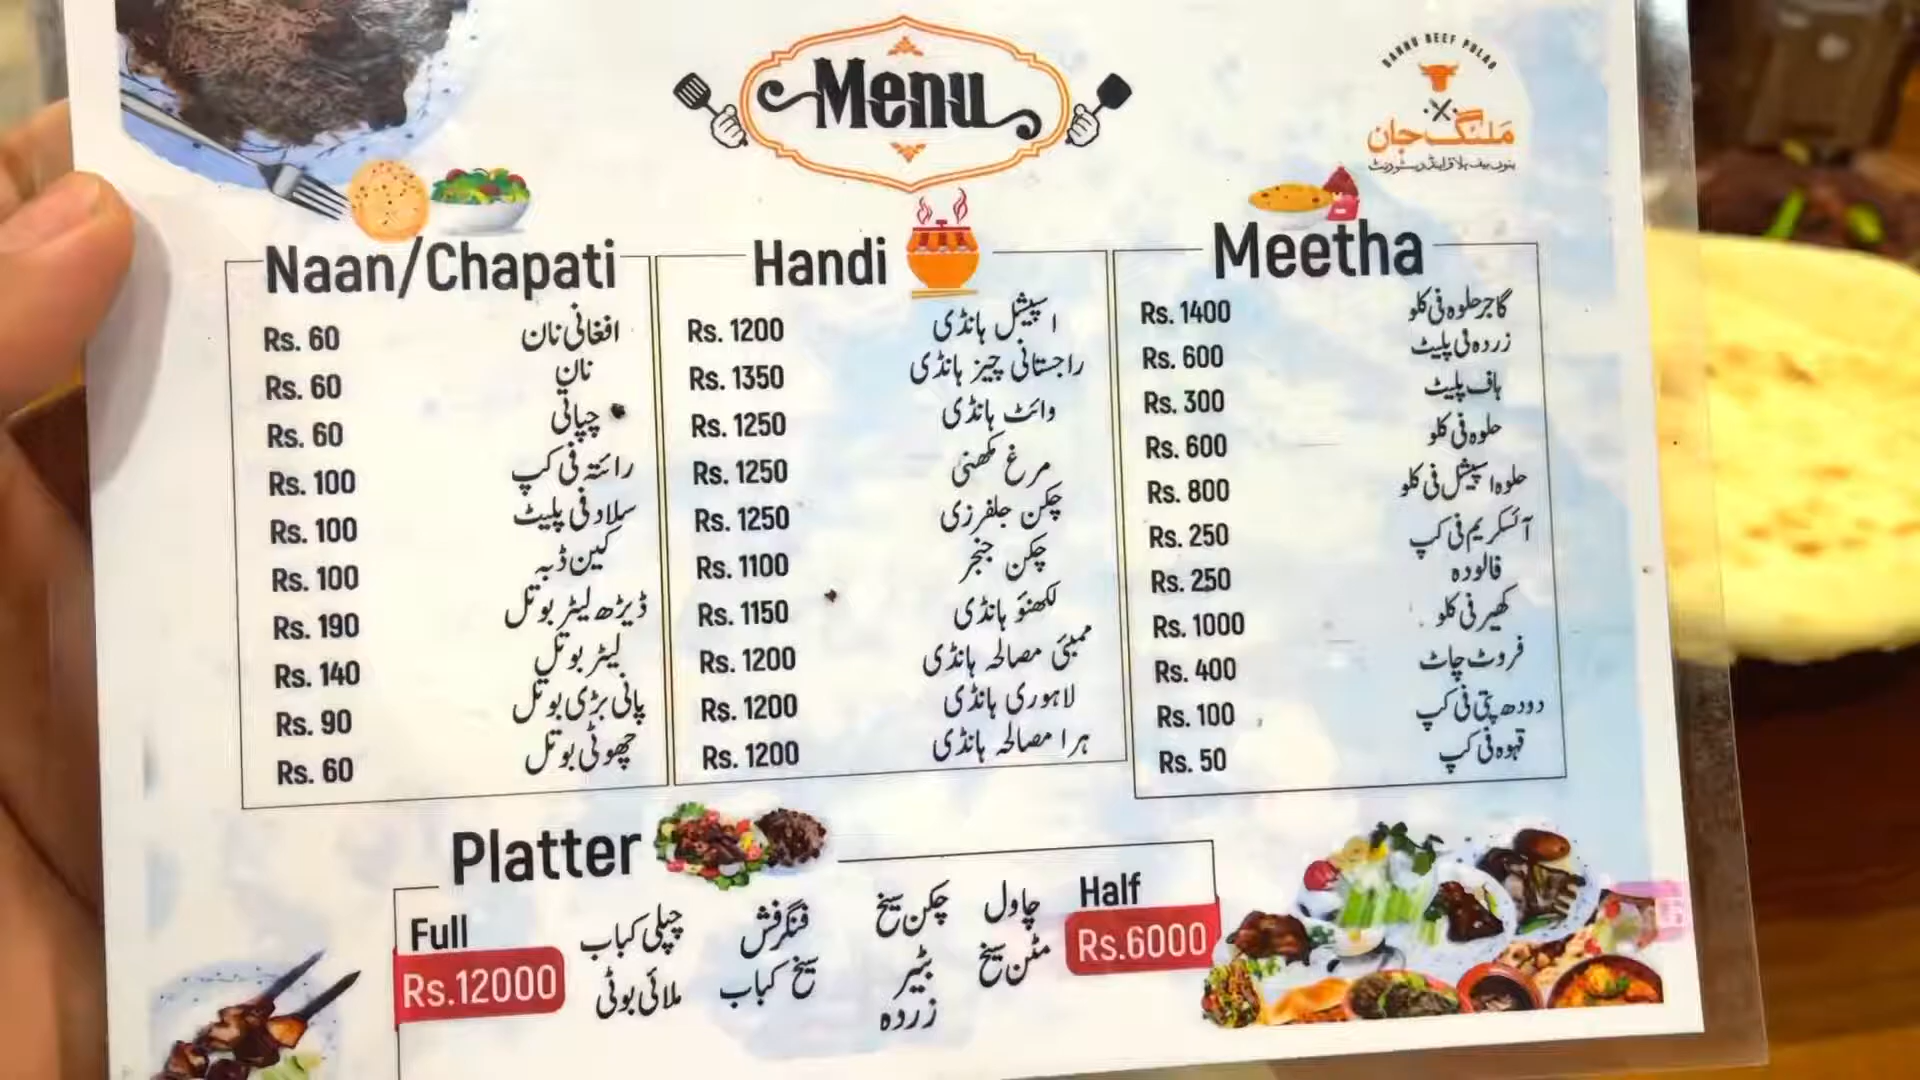 Menu
BANNU BEEF PULAO
ملنگ جان
بنوں بیف پلاؤ اینڈ ریسٹورنٹ
Naan/Chapati
Rs. 60 افغانی نان
Rs. 60 نان
Rs. 60 چپاتی
Rs. 100 رائتہ فی کپ
Rs. 100 سلاد فی پلیٹ
Rs. 100 کین ڈبہ
Rs. 190 ڈیڑھ لیٹر بوتل
Rs. 140 لیٹر بوتل
Rs. 90 پانی بڑی بوتل
Rs. 60 چھوٹی بوتل
Handi
Rs. 1200 اسپیشل ہانڈی
Rs. 1350 راجستانی چیز ہانڈی
Rs. 1250 وائٹ ہانڈی
Rs. 1250 مرغ مکھنی
Rs. 1250 چکن جلفرزی
Rs. 1100 چکن جنجر
Rs. 1150 لکھنؤ ہانڈی
Rs. 1200 ممبئی مصالحہ ہانڈی
Rs. 1200 لاہوری ہانڈی
Rs. 1200 ہرا مصالحہ ہانڈی
Meetha
Rs. 1400 گاجر حلوہ فی کلو
Rs. 600 زردہ فی پلیٹ
Rs. 300 ہاف پلیٹ
Rs. 600 حلوہ فی کلو
Rs. 800 حلوہ اسپیشل فی کلو
Rs. 250 آئسکریم فی کپ
Rs. 250 فالودہ
Rs. 1000 کھیر فی کلو
Rs. 400 فروٹ چاٹ
Rs. 100 دودھ پتی فی کپ
Rs. 50 قہوہ فی کپ
Platter
Full
Rs.12000
چپلی کباب
ملائی بوٹی
فنگر فش
سیخ کباب
چکن سیخ
بٹیر
زردہ
چاول
مٹن سیخ
Half
Rs.6000